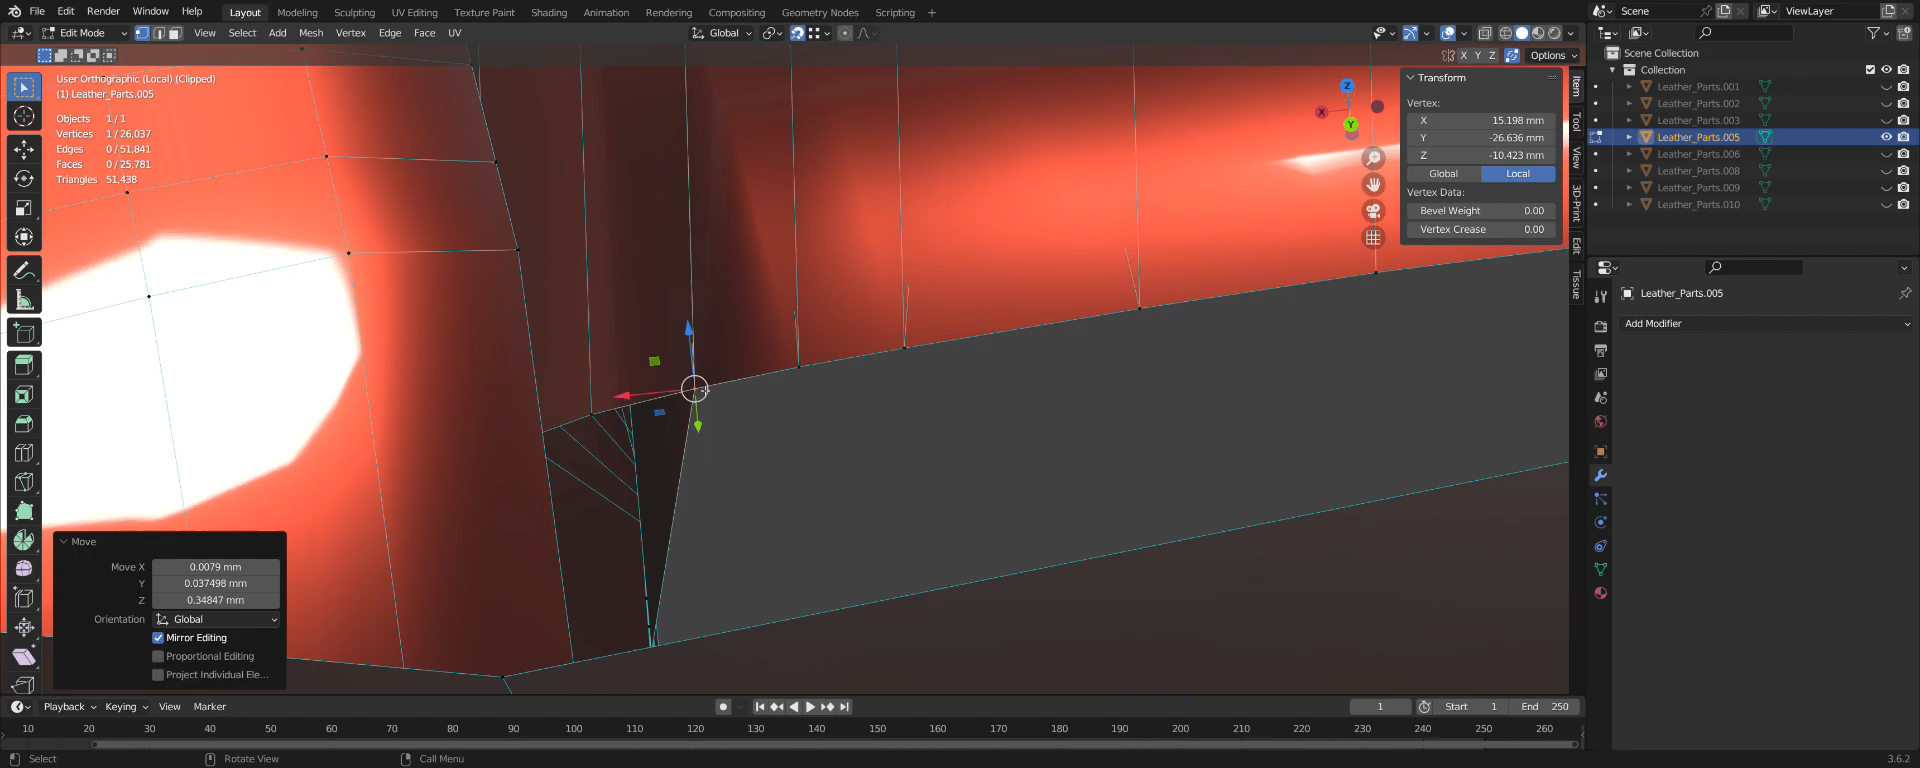 File Edit Render Window Help Layout Modeling Sculpting UV Editing Texture Paint Shading Animation Rendering Compositing Geometry Nodes Scripting Scene ViewLayer
Edit Mode View Select Add Mesh Vertex Edge Face UV Global
X Y Z Options
User Orthographic (Local) (Clipped)
(1) Leather_Parts.005
Objects 1 / 1
Vertices 1 / 26,037
Edges 0 / 51,841
Faces 0 / 25,781
Triangles 51,438
Z
X
Y
Transform
Vertex:
X 15.198 mm
Y -26.636 mm
Z -10.423 mm
Global Local
Vertex Data:
Bevel Weight 0.00
Vertex Crease 0.00
Item
Tool
View
3D-Print
Edit
Tissue
Scene Collection
Collection
Leather_Parts.001
Leather_Parts.002
Leather_Parts.003
Leather_Parts.005
Leather_Parts.006
Leather_Parts.008
Leather_Parts.009
Leather_Parts.010
Leather_Parts.005
Add Modifier
Move
Move X 0.0079 mm
Y 0.037498 mm
Z 0.34847 mm
Orientation Global
Mirror Editing
Proportional Editing
Project Individual Ele...
Playback Keying View Marker 1 Start 1 End 250
10 20 30 40 50 60 70 80 90 100 110 120 130 140 150 160 170 180 190 200 210 220 230 240 250 260
Select Rotate View Call Menu 3.6.2